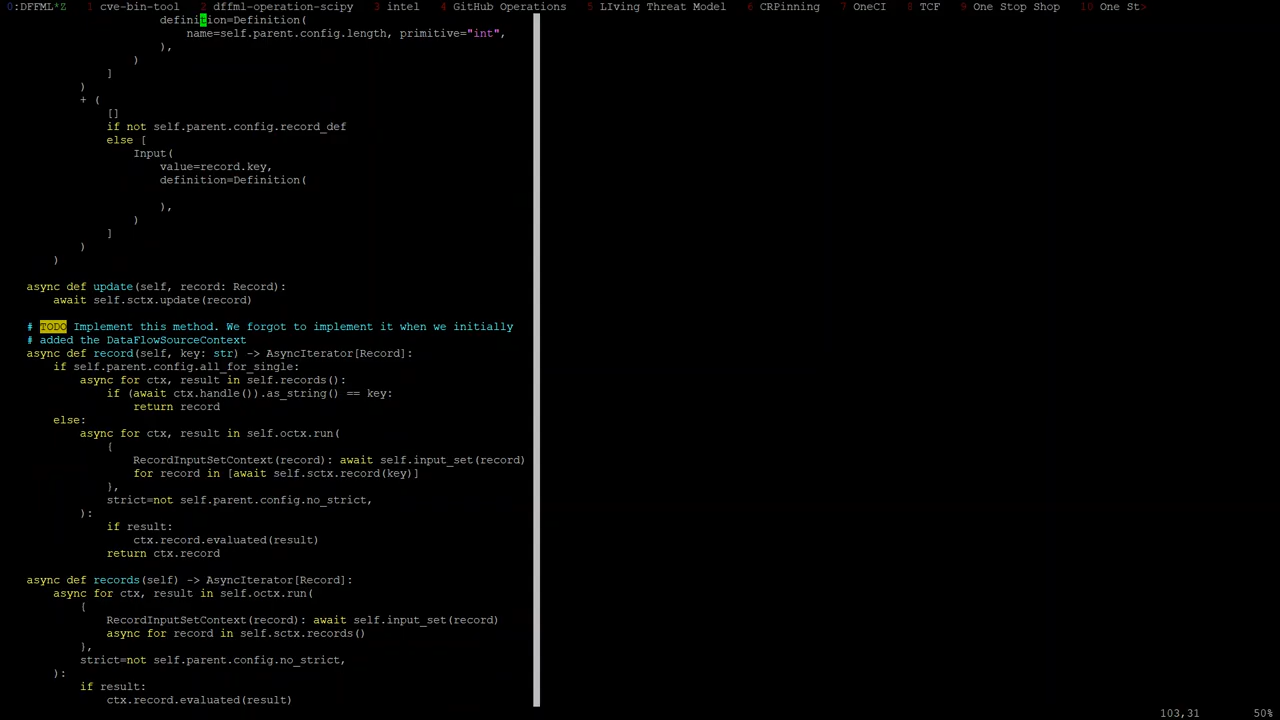 0:DFFML*Z 1 cve-bin-tool 2 dffml-operation-scipy 3 intel 4 GitHub Operations 5 LIving Threat Model 6 CRPinning 7 OneCI 8 TCF 9 One Stop Shop 10 One St>
definition=Definition(
name=self.parent.config.length, primitive="int",
),
)
]
)
+ (
[]
if not self.parent.config.record_def
else [
Input(
value=record.key,
definition=Definition(
),
)
]
)
)
async def update(self, record: Record):
await self.sctx.update(record)
# TODO Implement this method. We forgot to implement it when we initially
# added the DataFlowSourceContext
async def record(self, key: str) -> AsyncIterator[Record]:
if self.parent.config.all_for_single:
async for ctx, result in self.records():
if (await ctx.handle()).as_string() == key:
return record
else:
async for ctx, result in self.octx.run(
{
RecordInputSetContext(record): await self.input_set(record)
for record in [await self.sctx.record(key)]
},
strict=not self.parent.config.no_strict,
):
if result:
ctx.record.evaluated(result)
return ctx.record
async def records(self) -> AsyncIterator[Record]:
async for ctx, result in self.octx.run(
{
RecordInputSetContext(record): await self.input_set(record)
async for record in self.sctx.records()
},
strict=not self.parent.config.no_strict,
):
if result:
ctx.record.evaluated(result)
103,31 50%